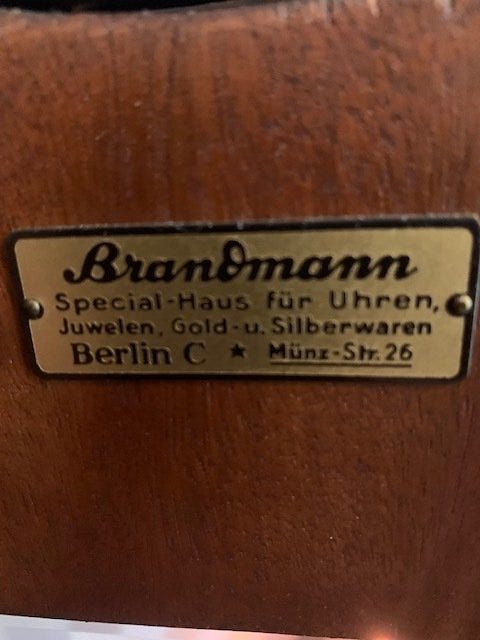 Brandmann
Special-Haus für Uhren,
Juwelen, Gold- u. Silberwaren
Berlin C ★ Münz-Str. 26